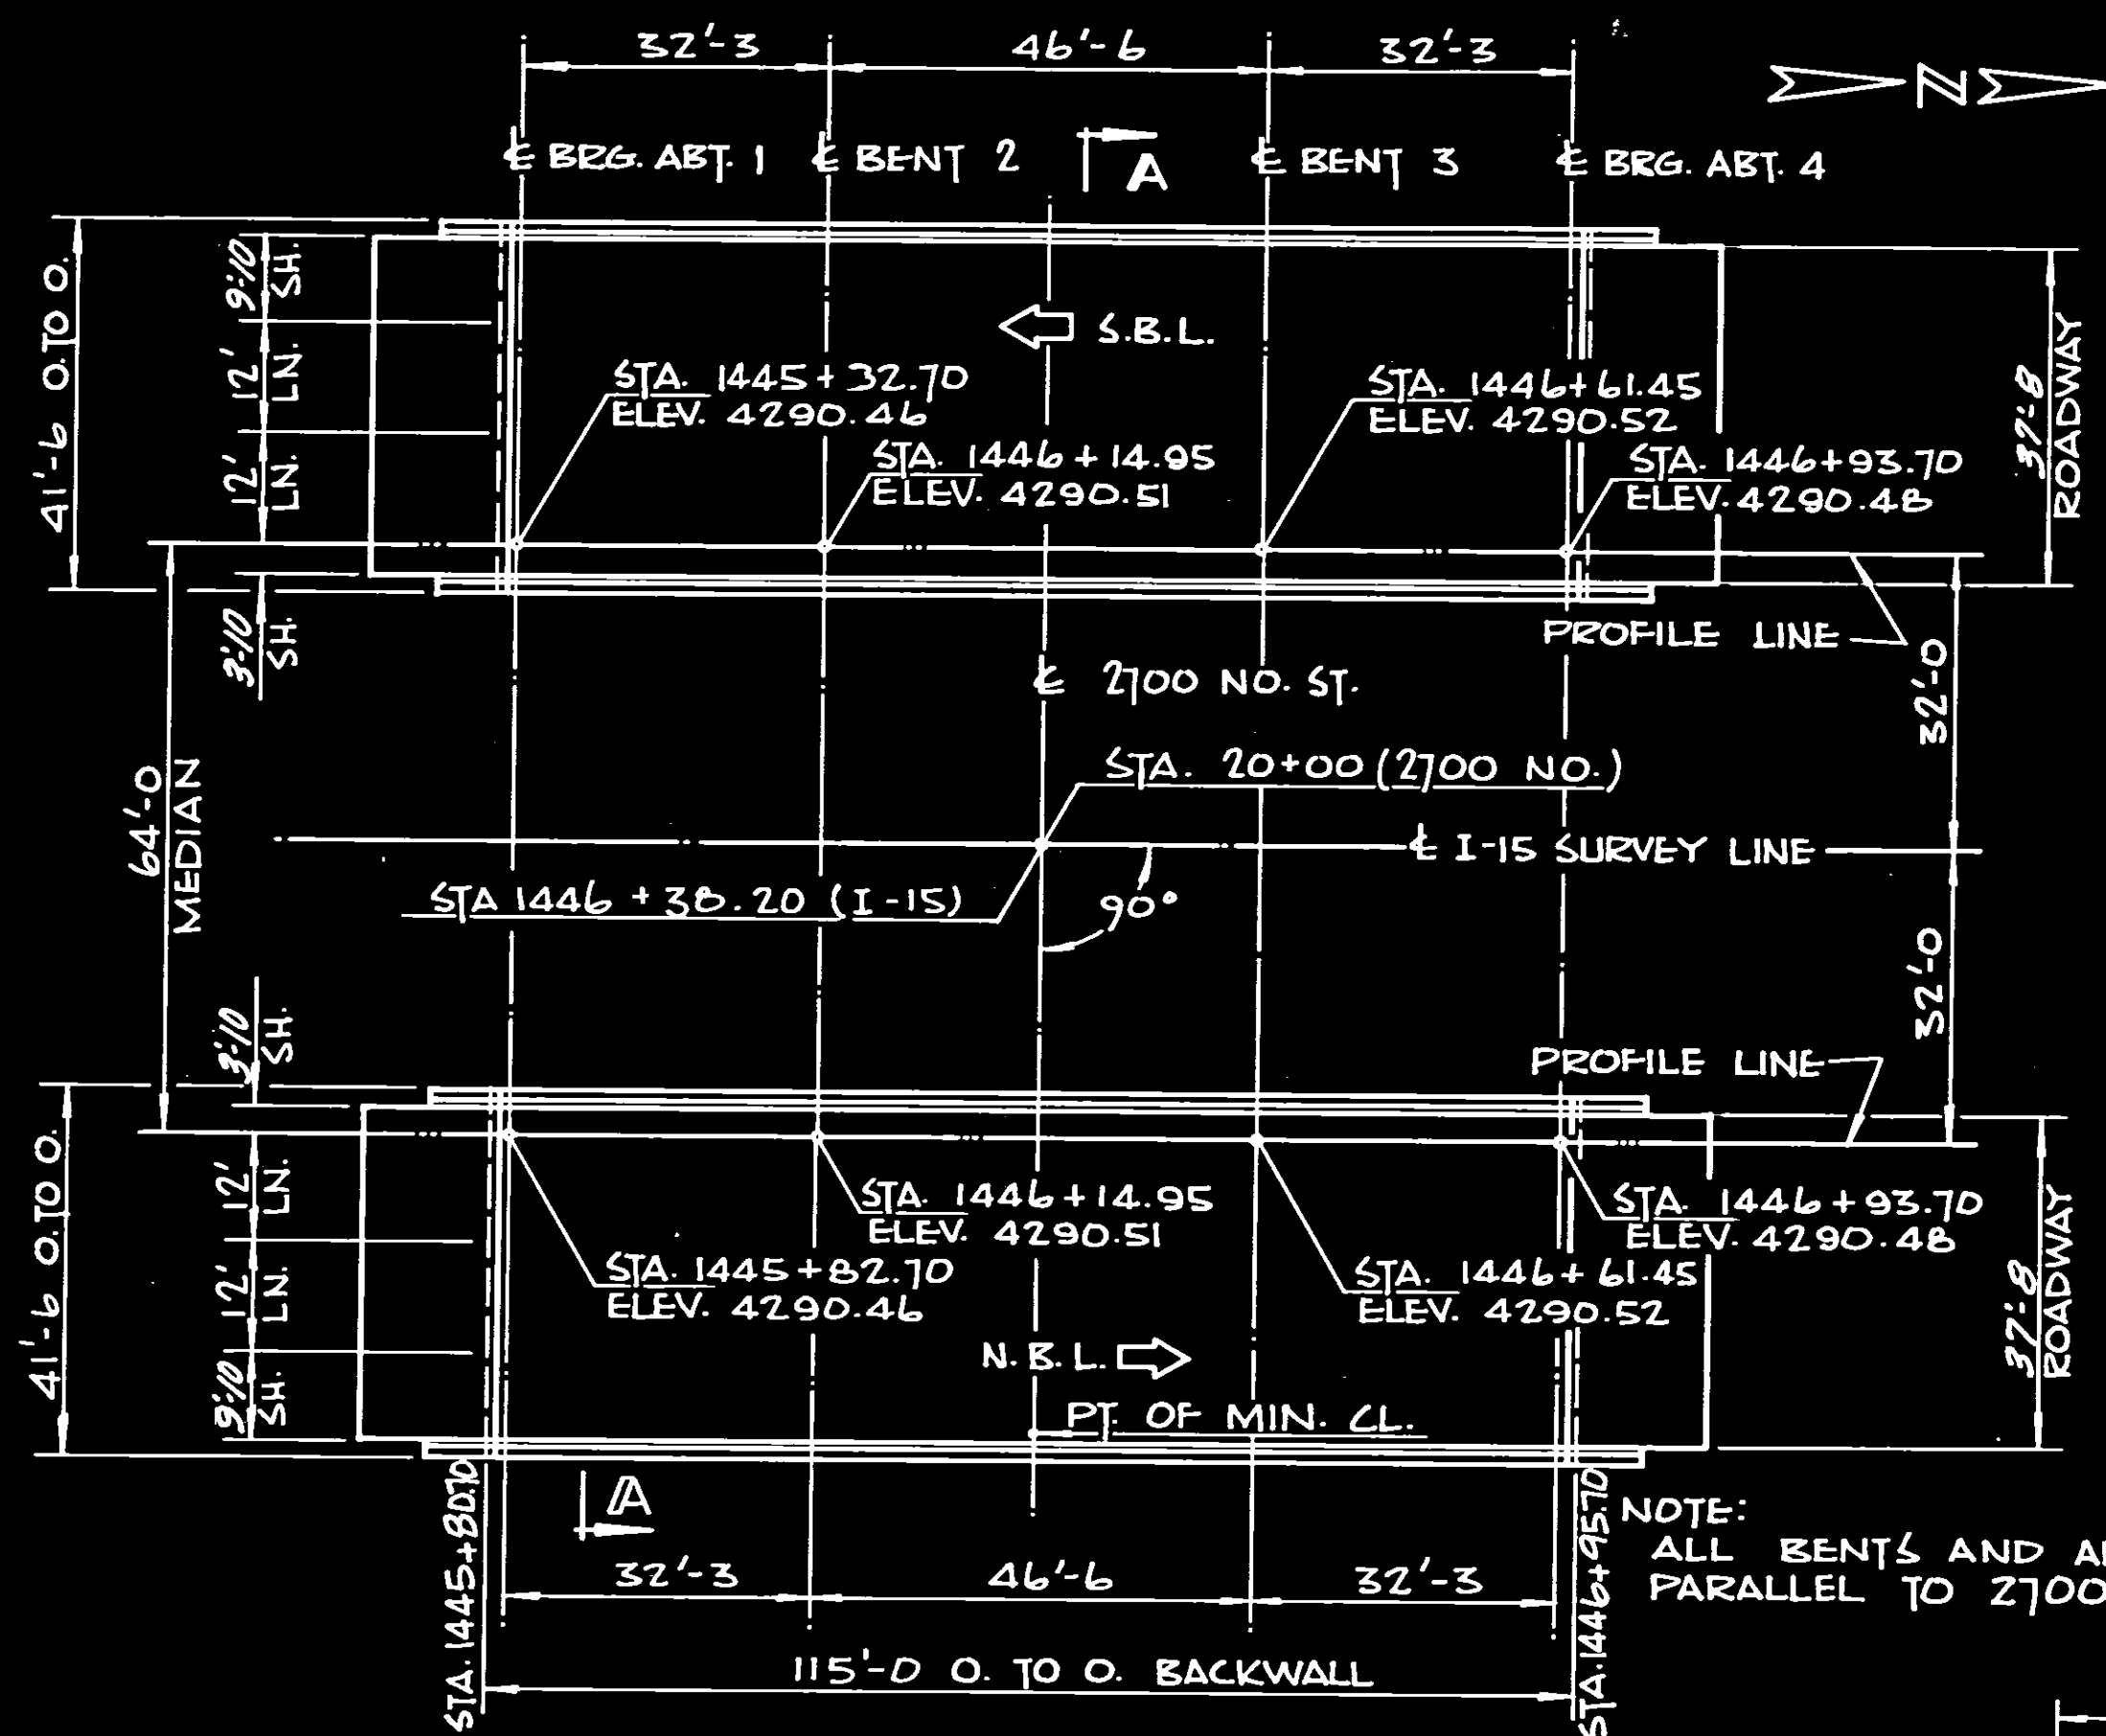 32'-3
46'-6
32'-3
N
℄ BRG. ABT. 1
℄ BENT 2
A
℄ BENT 3
℄ BRG. ABT. 4
41'-6 O. TO O.
9'-10
SH.
12'
LN.
12'
LN.
3'-10
SH.
S.B.L.
STA. 1445+32.70
ELEV. 4290.46
STA. 1446+14.95
ELEV. 4290.51
STA. 1446+61.45
ELEV. 4290.52
STA. 1446+93.70
ELEV. 4290.48
37'-8
ROADWAY
PROFILE LINE
℄ 2700 NO. ST.
32'-0
64'-0
MEDIAN
STA. 20+00 (2700 NO.)
℄ I-15 SURVEY LINE
STA 1446+38.20 (I-15)
90°
32'-0
PROFILE LINE
41'-6 O. TO O.
3'-10
SH.
12'
LN.
12'
LN.
9'-10
SH.
STA. 1446+14.95
ELEV. 4290.51
STA. 1446+93.70
ELEV. 4290.48
STA. 1445+82.70
ELEV. 4290.46
STA. 1446+61.45
ELEV. 4290.52
37'-8
ROADWAY
N.B.L.
PT. OF MIN. CL.
A
STA. 1445+80.70
STA. 1446+95.70
NOTE:
ALL BENTS AND
PARALLEL TO 2700
32'-3
46'-6
32'-3
115'-0 O. TO O. BACKWALL